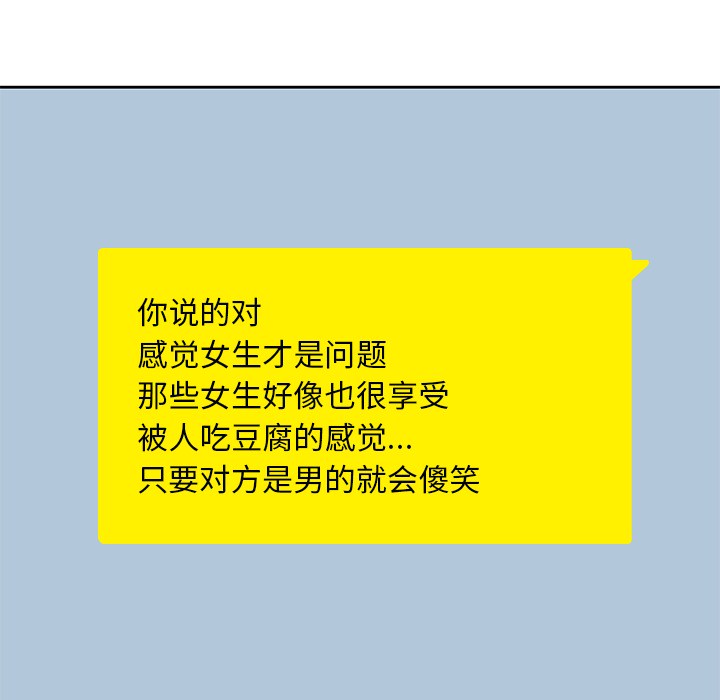 你说的对
感觉女生才是问题
那些女生好像也很享受
被人吃豆腐的感觉...
只要对方是男的就会傻笑